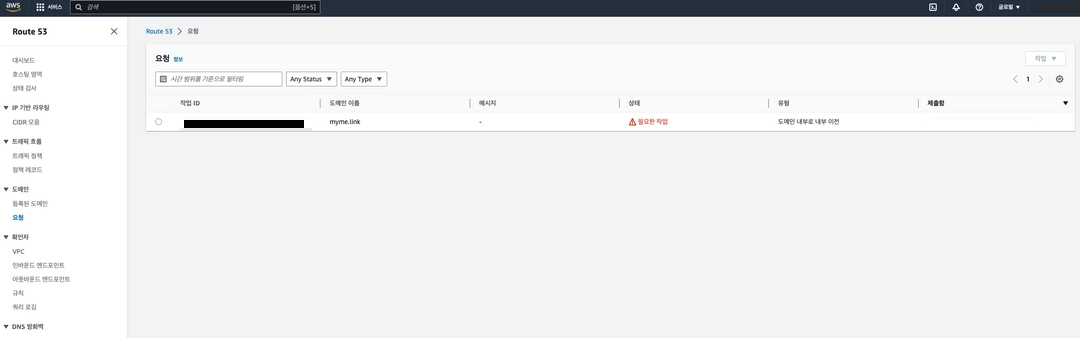 aws 서비스 검색 [옵션+S] 글로벌
Route 53
Route 53 > 요청
대시보드
호스팅 영역
상태 검사
IP 기반 라우팅
CIDR 모음
트래픽 흐름
트래픽 정책
정책 레코드
도메인
등록된 도메인
요청
확인자
VPC
인바운드 엔드포인트
아웃바운드 엔드포인트
규칙
쿼리 로깅
DNS 방화벽
요청 정보
작업
시간 범위를 기준으로 필터링 Any Status Any Type
1
작업 ID 도메인 이름 메시지 상태 유형 제출함
myme.link - 필요한 작업 도메인 내부로 내부 이전